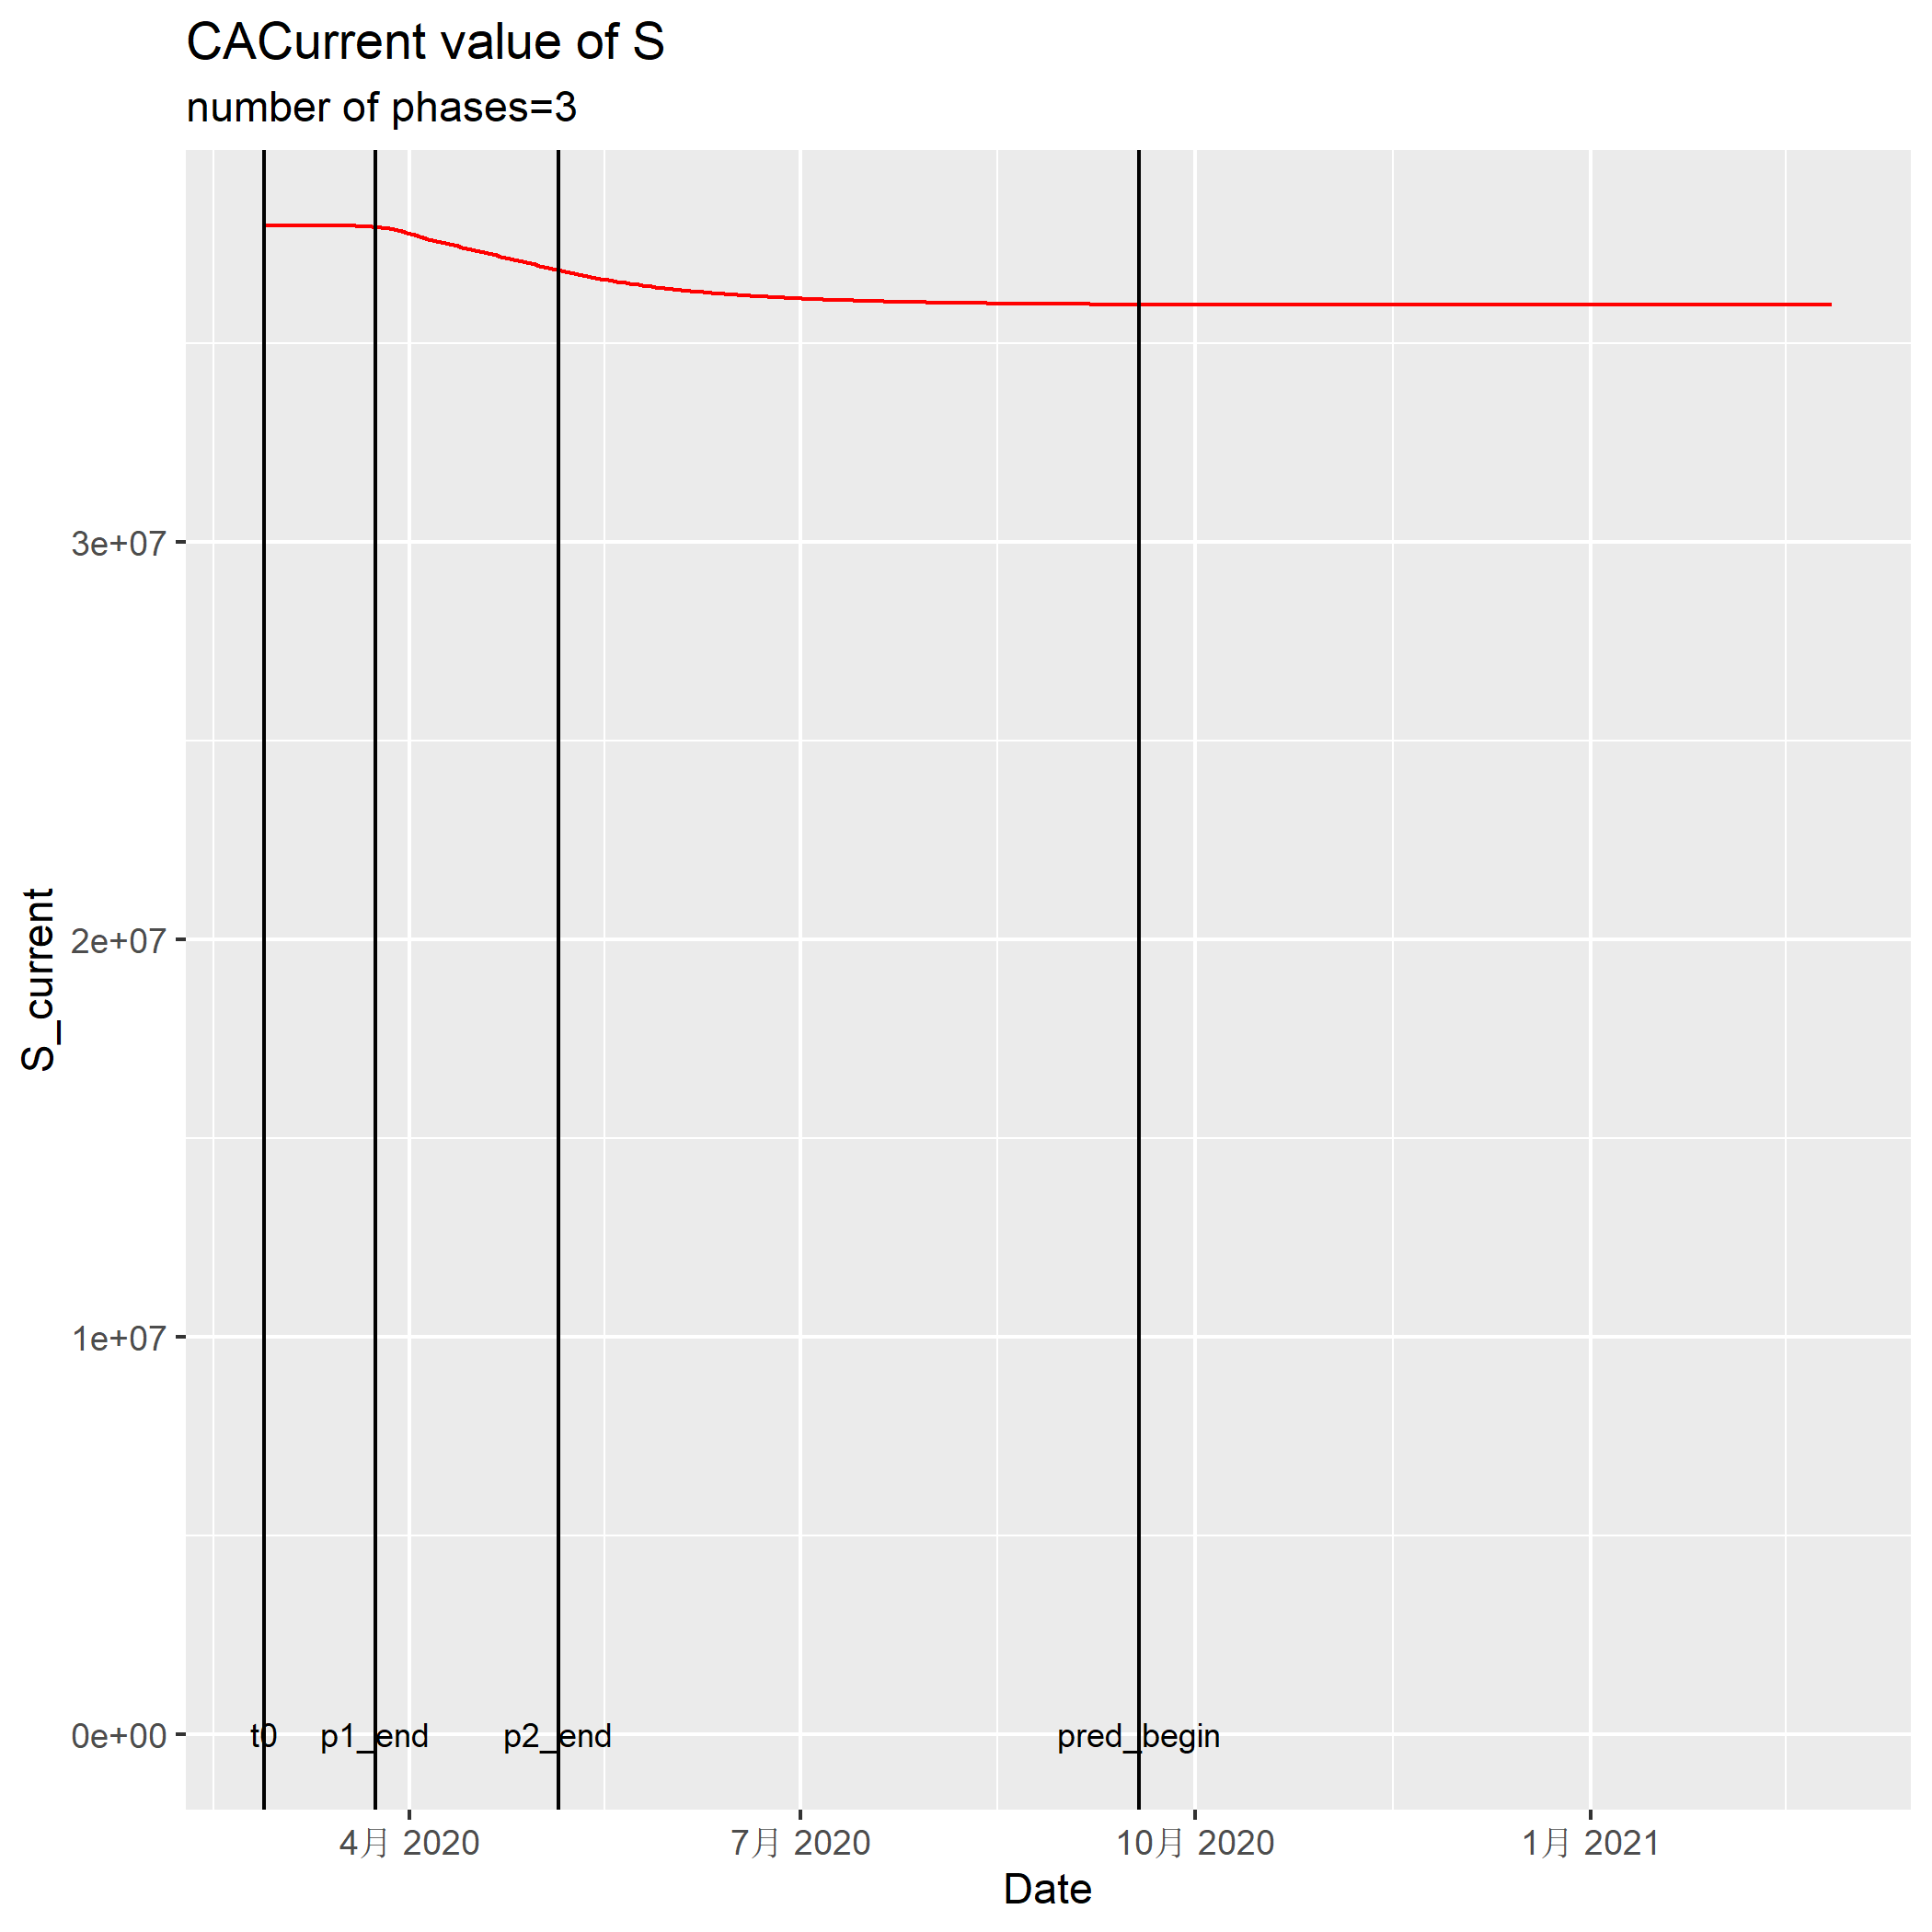 CACurrent value of S
number of phases=3
S_current
3e+07
2e+07
1e+07
0e+00
t0 p1_end p2_end pred_begin
4月 2020 7月 2020 10月 2020 1月 2021
Date